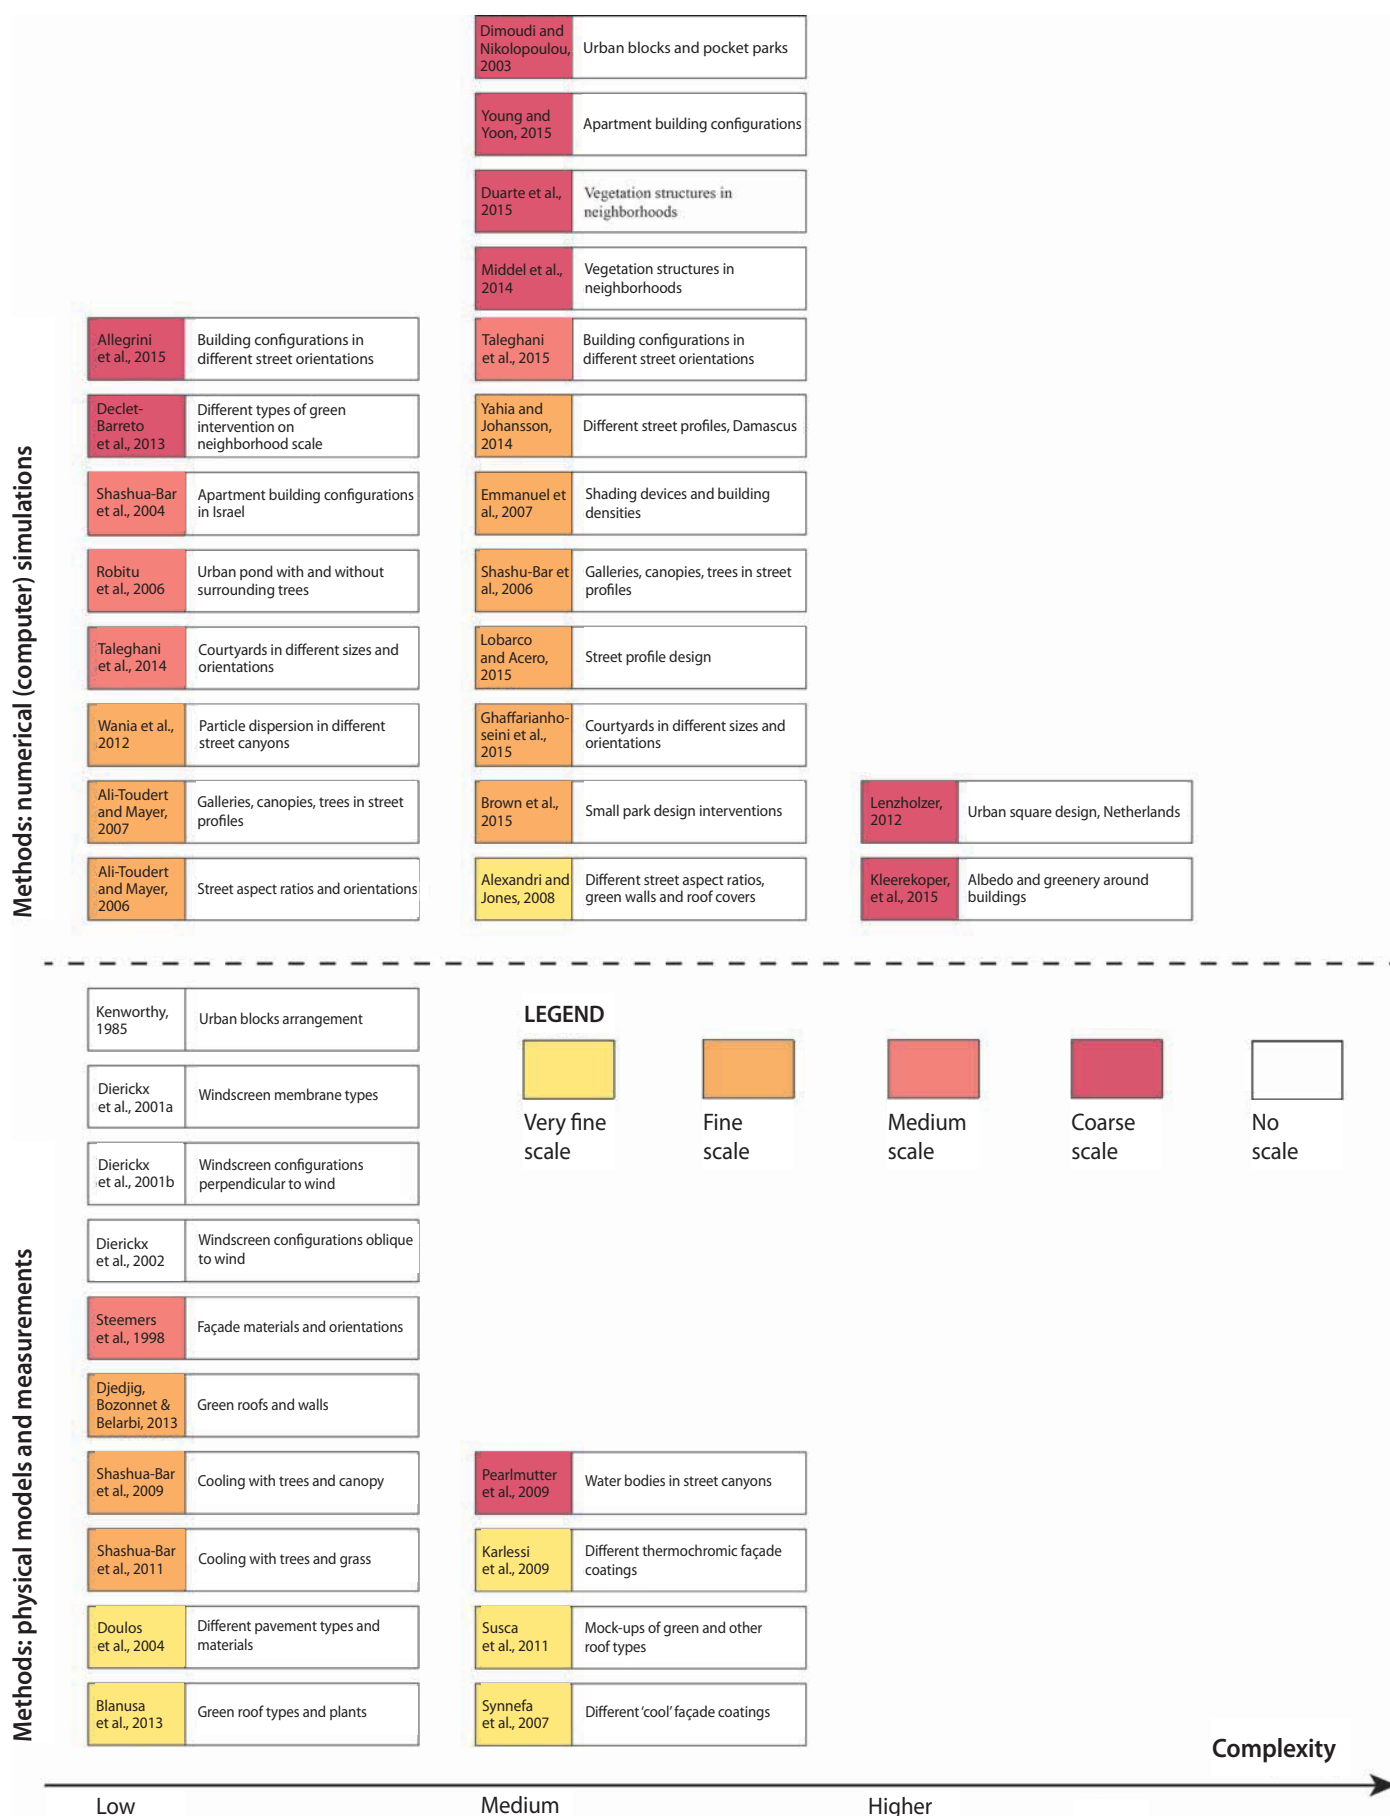 Methods: numerical (computer) simulations
Dimoudi and
Nikolopoulou,
2003
Urban blocks and pocket parks
Young and
Yoon, 2015
Apartment building configurations
Duarte et al.,
2015
Vegetation structures in
neighborhoods
Middel et al.,
2014
Vegetation structures in
neighborhoods
Allegrini
et al., 2015
Building configurations in
different street orientations
Taleghani
et al., 2015
Building configurations in
different street orientations
Declet-
Barreto
et al., 2013
Different types of green
intervention on
neighborhood scale
Yahia and
Johansson,
2014
Different street profiles, Damascus
Shashua-Bar
et al., 2004
Apartment building configurations
in Israel
Emmanuel et
al., 2007
Shading devices and building
densities
Robitu
et al., 2006
Urban pond with and without
surrounding trees
Shashu-Bar et
al., 2006
Galleries, canopies, trees in street
profiles
Taleghani
et al., 2014
Courtyards in different sizes and
orientations
Lobarco
and Acero,
2015
Street profile design
Wania et al.,
2012
Particle dispersion in different
street canyons
Ghaffarianho-
seini et al.,
2015
Courtyards in different sizes and
orientations
Ali-Toudert
and Mayer,
2007
Galleries, canopies, trees in street
profiles
Brown et al.,
2015
Small park design interventions
Lenzholzer,
2012
Urban square design, Netherlands
Ali-Toudert
and Mayer,
2006
Street aspect ratios and orientations
Alexandri and
Jones, 2008
Different street aspect ratios,
green walls and roof covers
Kleerekoper,
et al., 2015
Albedo and greenery around
buildings
Methods: physical models and measurements
Kenworthy,
1985
Urban blocks arrangement
Dierickx
et al., 2001a
Windscreen membrane types
Dierickx
et al., 2001b
Windscreen configurations
perpendicular to wind
Dierickx
et al., 2002
Windscreen configurations oblique
to wind
Steemers
et al., 1998
Façade materials and orientations
Djedjig,
Bozonnet &
Belarbi, 2013
Green roofs and walls
Shashua-Bar
et al., 2009
Cooling with trees and canopy
Pearlmutter
et al., 2009
Water bodies in street canyons
Shashua-Bar
et al., 2011
Cooling with trees and grass
Karlessi
et al., 2009
Different thermochromic façade
coatings
Doulos
et al., 2004
Different pavement types and
materials
Susca
et al., 2011
Mock-ups of green and other
roof types
Blanusa
et al., 2013
Green roof types and plants
Synnefa
et al., 2007
Different 'cool' façade coatings
LEGEND
Very fine
scale
Fine
scale
Medium
scale
Coarse
scale
No
scale
Complexity
Low
Medium
Higher